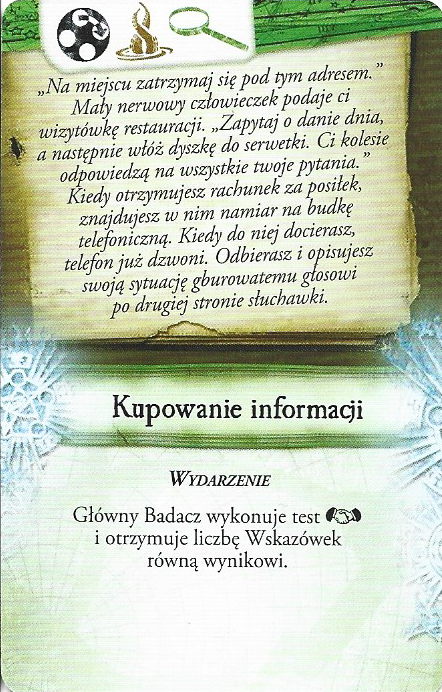 „Na miejscu zatrzymaj się pod tym adresem.”
Mały nerwowy człowieczek podaje ci
wizytówkę restauracji. „Zapytaj o danie dnia,
a następnie włóż dyszkę do serwetki. Ci kolesie
odpowiedzą na wszystkie twoje pytania.”
Kiedy otrzymujesz rachunek za posiłek,
znajdujesz w nim namiar na budkę
telefoniczną. Kiedy do niej docierasz,
telefon już dzwoni. Odbierasz i opisujesz
swoją sytuację gburowatemu głosowi
po drugiej stronie słuchawki.
Kupowanie informacji
WYDARZENIE
Główny Badacz wykonuje test
i otrzymuje liczbę Wskazówek
równą wynikowi.